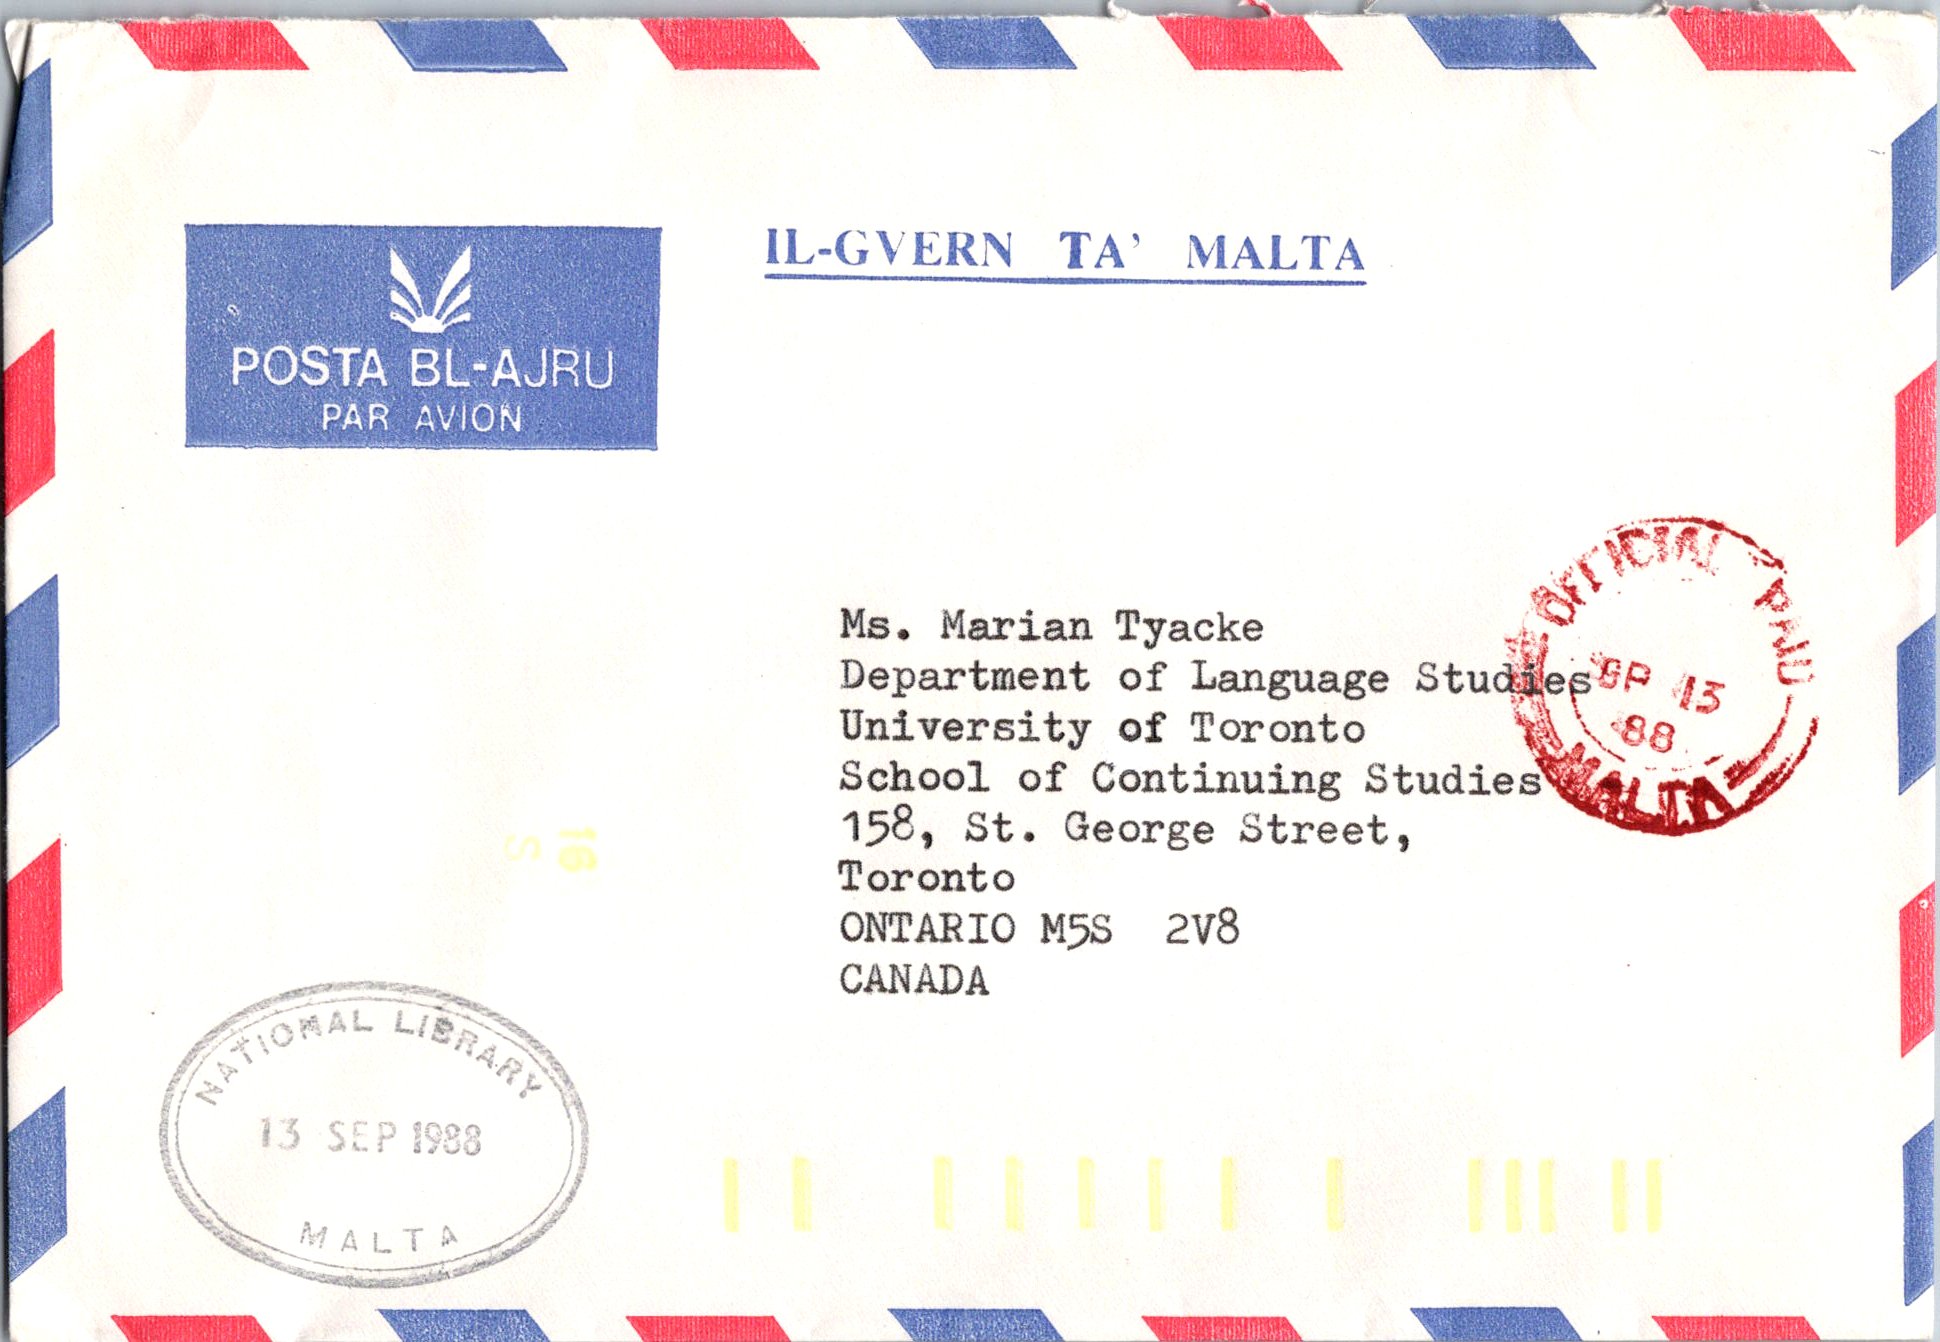 IL-GVERN TA' MALTA
POSTA BL-AJRU
PAR AVION
OFFICIAL PAID
SP 13
88
MALTA
Ms. Marian Tyacke
Department of Language Studies
University of Toronto
School of Continuing Studies
158, St. George Street,
Toronto
ONTARIO M5S 2V8
CANADA
16
S
NATIONAL LIBRARY
13 SEP 1988
MALTA